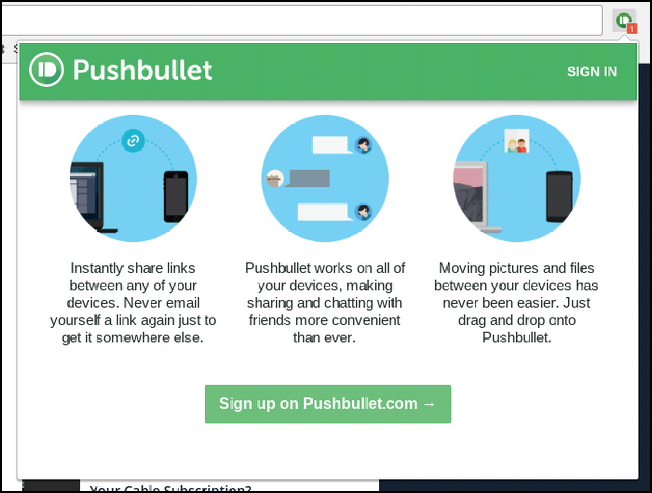 1
Pushbullet
SIGN IN
Instantly share links
between any of your
devices. Never email
yourself a link again just to
get it somewhere else.
Pushbullet works on all of
your devices, making
sharing and chatting with
friends more convenient
than ever.
Moving pictures and files
between your devices has
never been easier. Just
drag and drop onto
Pushbullet.
Sign up on Pushbullet.com →
Your Cable Subscription?